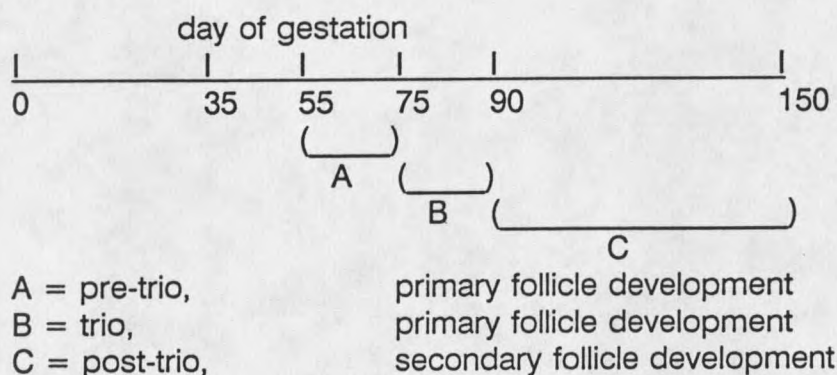 day of gestation
0 35 55 75 90 150
A
B
C
A = pre-trio, primary follicle development
B = trio, primary follicle development
C = post-trio, secondary follicle development